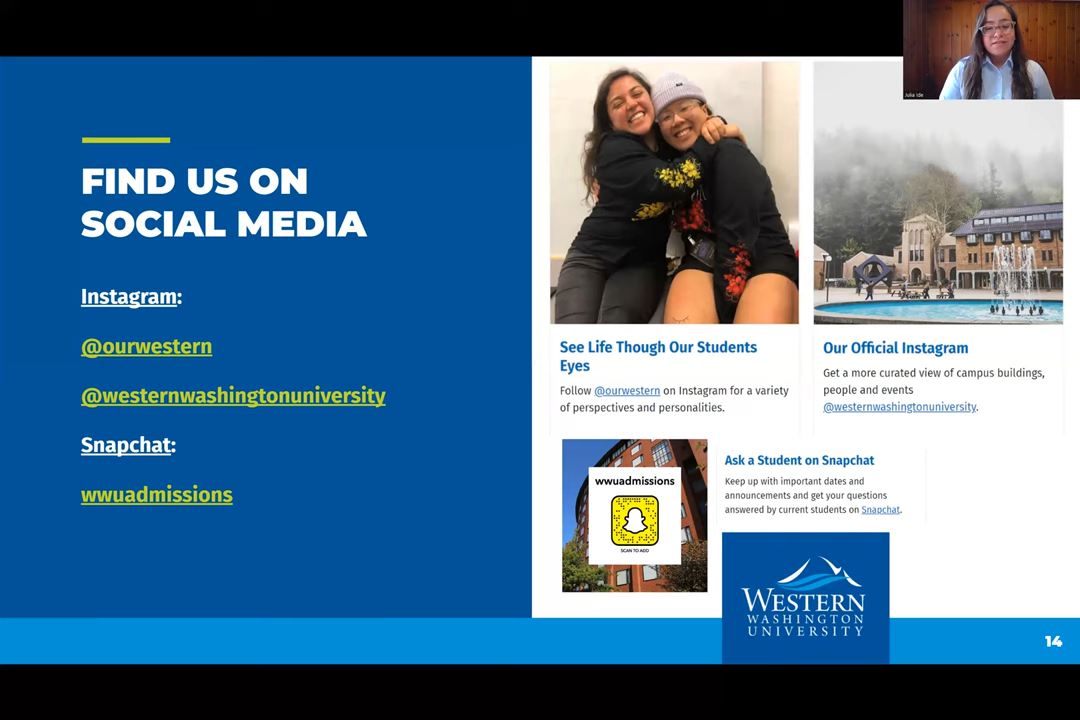 Julia Ide
FIND US ON
SOCIAL MEDIA
Instagram:
@ourwestern
@westernwashingtonuniversity
Snapchat:
wwuadmissions
See Life Though Our Students
Eyes
Follow @ourwestern on Instagram for a variety
of perspectives and personalities.
Our Official Instagram
Get a more curated view of campus buildings,
people and events
@westernwashingtonuniversity.
wwuadmissions
SCAN TO ADD
Ask a Student on Snapchat
Keep up with important dates and
announcements and get your questions
answered by current students on Snapchat.
WESTERN
WASHINGTON
UNIVERSITY
14